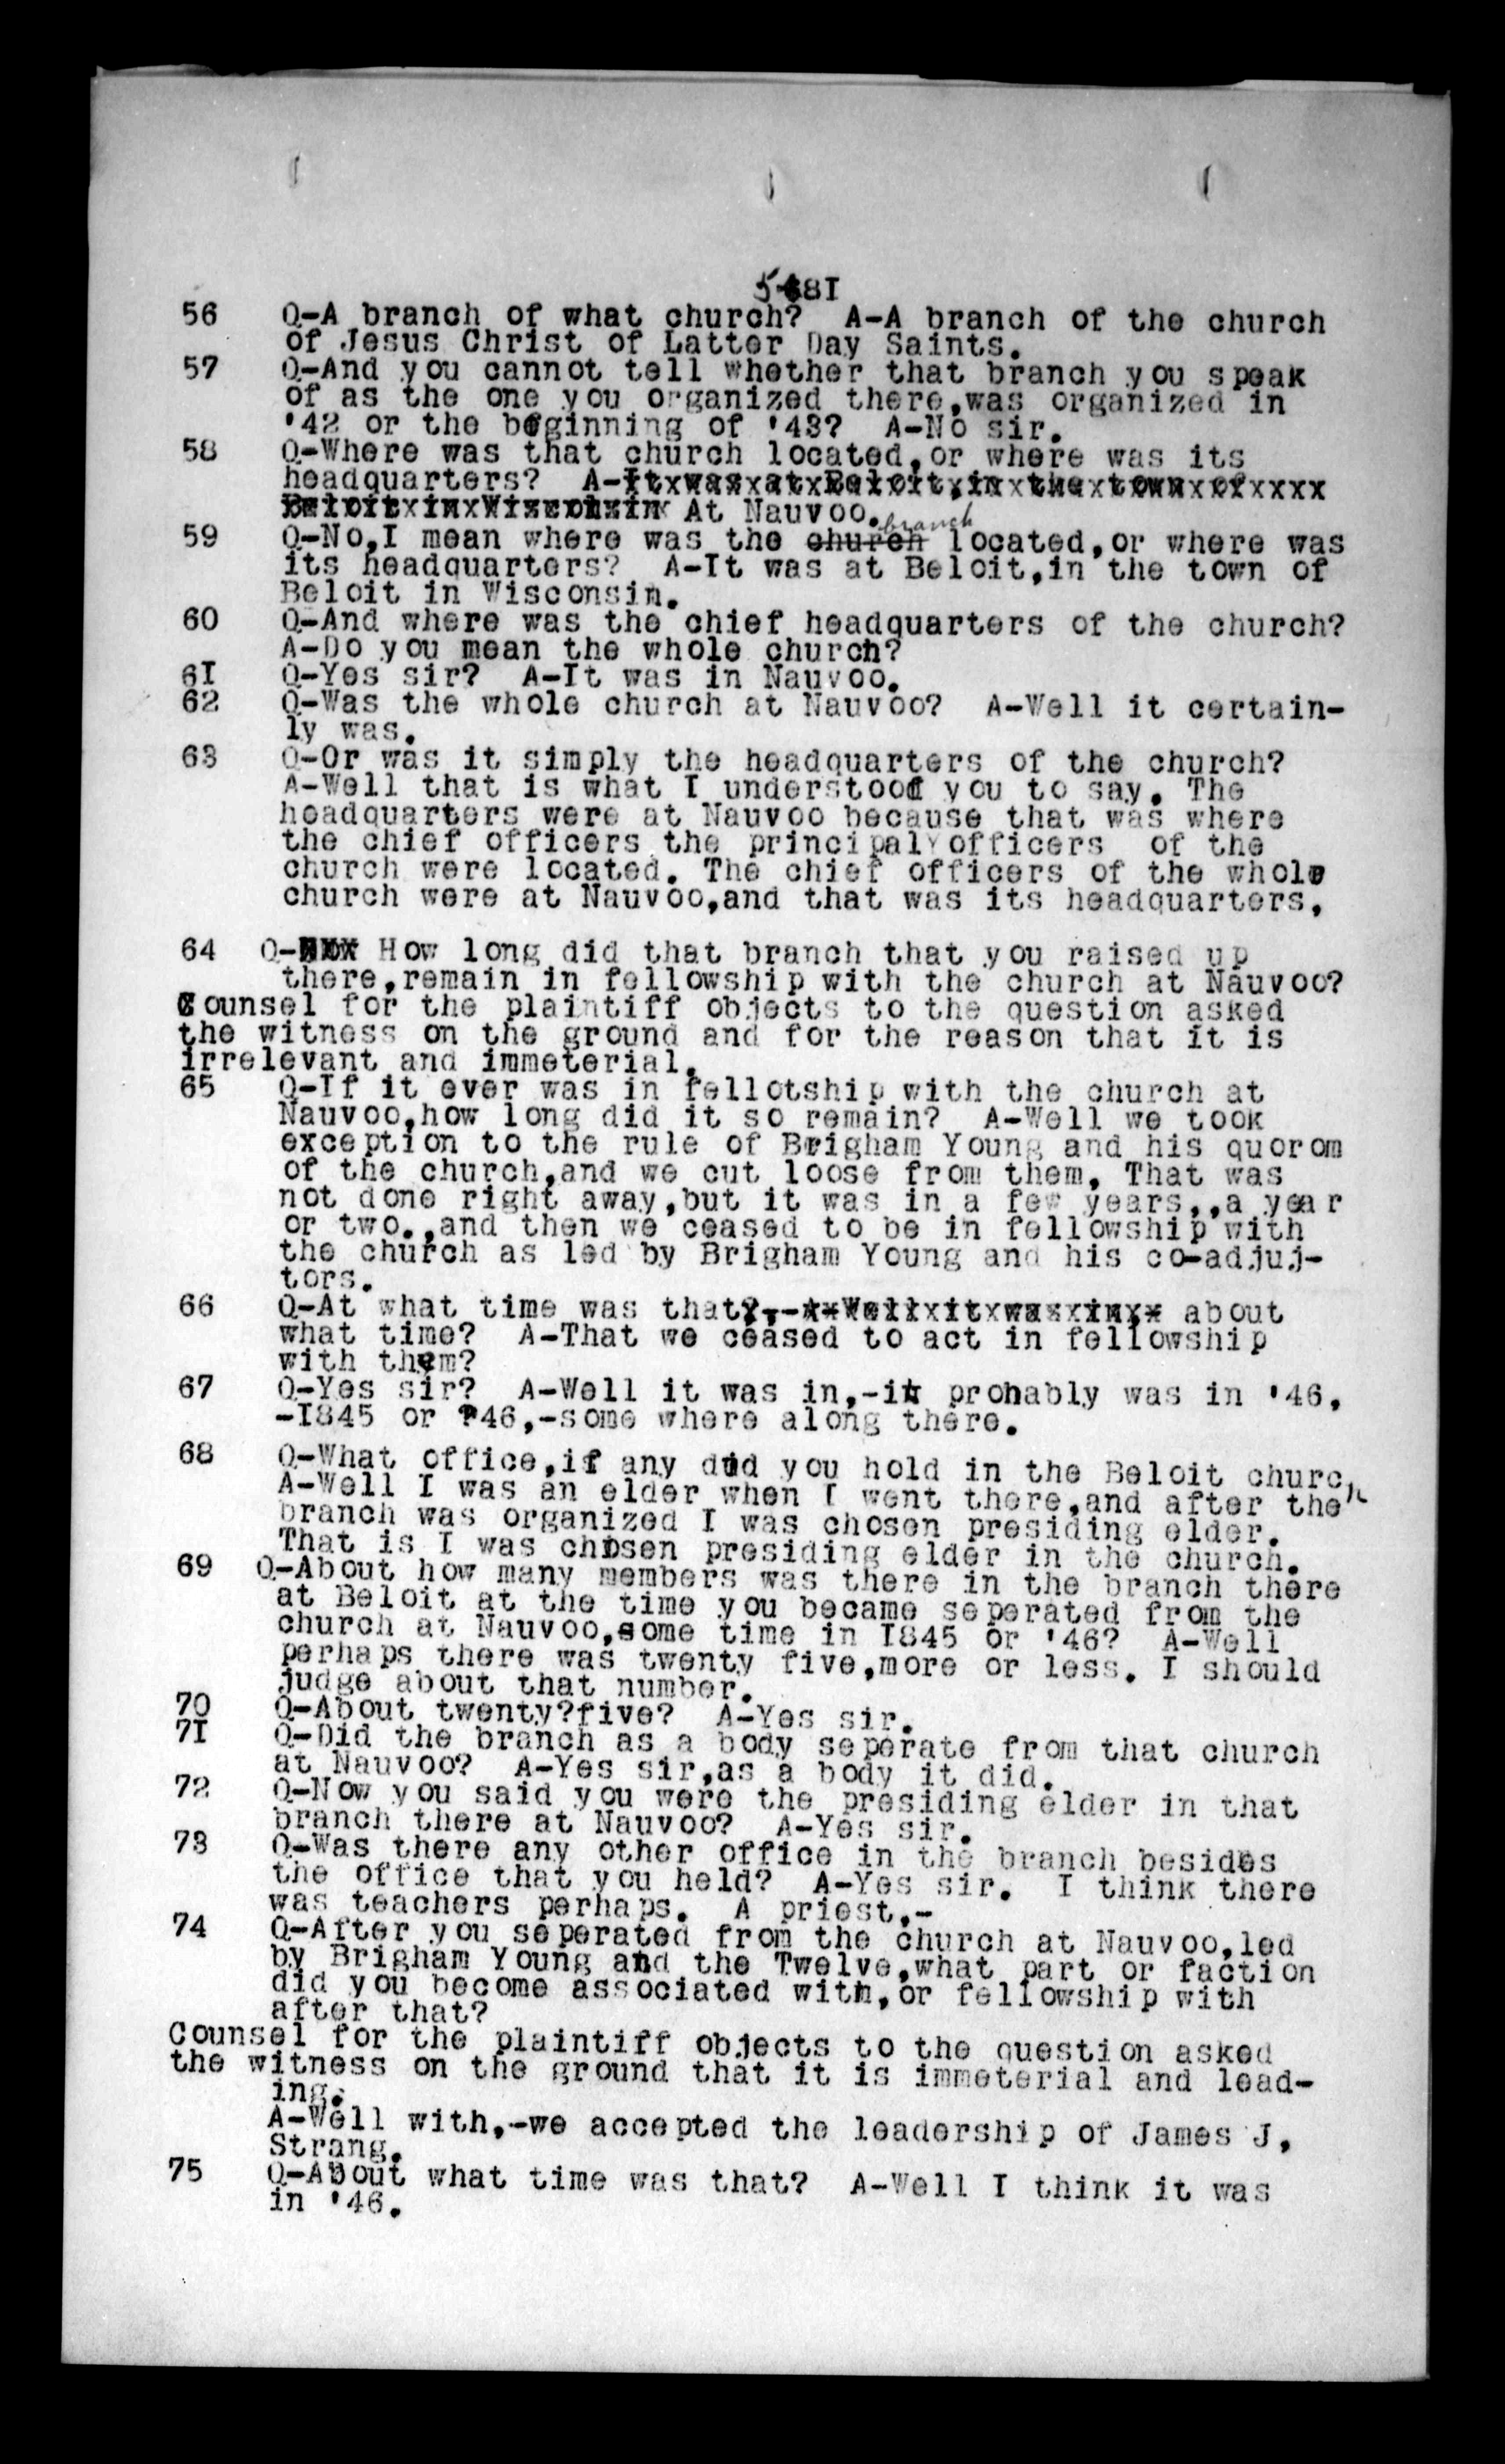 5481
56 Q-A branch of what church? A-A branch of the church
of Jesus Christ of Latter Day Saints.
57 Q-And you cannot tell whether that branch you speak
of as the one you organized there,was organized in
'42 or the beginning of '43? A-No sir.
58 Q-Where was that church located,or where was its
headquarters? A-ItxwasxatxBeloit,inxthextownxofxxxx
BeloitxinxWisconsin At Nauvoo.
branch
59 Q-No,I mean where was the church located,or where was
its headquarters? A-It was at Beloit,in the town of
Beloit in Wisconsin.
60 Q-And where was the chief headquarters of the church?
A-Do you mean the whole church?
6I Q-Yes sir? A-It was in Nauvoo.
62 Q-Was the whole church at Nauvoo? A-Well it certain-
ly was.
63 Q-Or was it simply the headquarters of the church?
A-Well that is what I understood you to say. The
headquarters were at Nauvoo because that was where
the chief officers the principal officers of the
church were located. The chief officers of the whole
church were at Nauvoo,and that was its headquarters,
64 Q- How long did that branch that you raised up
there,remain in fellowship with the church at Nauvoo?
Counsel for the plaintiff objects to the question asked
the witness on the ground and for the reason that it is
irrelevant and immeterial.
65 Q-If it ever was in fellotship with the church at
Nauvoo,how long did it so remain? A-Well we took
exception to the rule of Brigham Young and his quorom
of the church,and we cut loose from them, That was
not done right away,but it was in a few years,,a year
or two.,and then we ceased to be in fellowship with
the church as led by Brigham Young and his co-adjuj-
tors.
66 Q-At what time was that?,-AxWellxitxwasxinxx about
what time? A-That we ceased to act in fellowship
with them?
67 Q-Yes sir? A-Well it was in,-it prohably was in '46,
-I845 or '46,-some where along there.
68 Q-What office,if any did you hold in the Beloit church
A-Well I was an elder when I went there,and after the
branch was organized I was chosen presiding elder.
That is I was chosen presiding elder in the church.
69 Q-About how many members was there in the branch there
at Beloit at the time you became seperated from the
church at Nauvoo,some time in I845 or '46? A-Well
perhaps there was twenty five,more or less. I should
judge about that number.
70 Q-About twenty?five? A-Yes sir.
7I Q-Did the branch as a body seperate from that church
at Nauvoo? A-Yes sir,as a body it did.
72 Q-Now you said you were the presiding elder in that
branch there at Nauvoo? A-Yes sir.
73 Q-Was there any other office in the branch besides
the office that you held? A-Yes sir. I think there
was teachers perhaps. A priest,-
74 Q-After you seperated from the church at Nauvoo,led
by Brigham Young and the Twelve,what part or faction
did you become associated with,or fellowship with
after that?
Counsel for the plaintiff objects to the question asked
the witness on the ground that it is immeterial and lead-
ing.
A-Well with,-we accepted the leadership of James J,
Strang.
75 Q-About what time was that? A-Well I think it was
in '46.